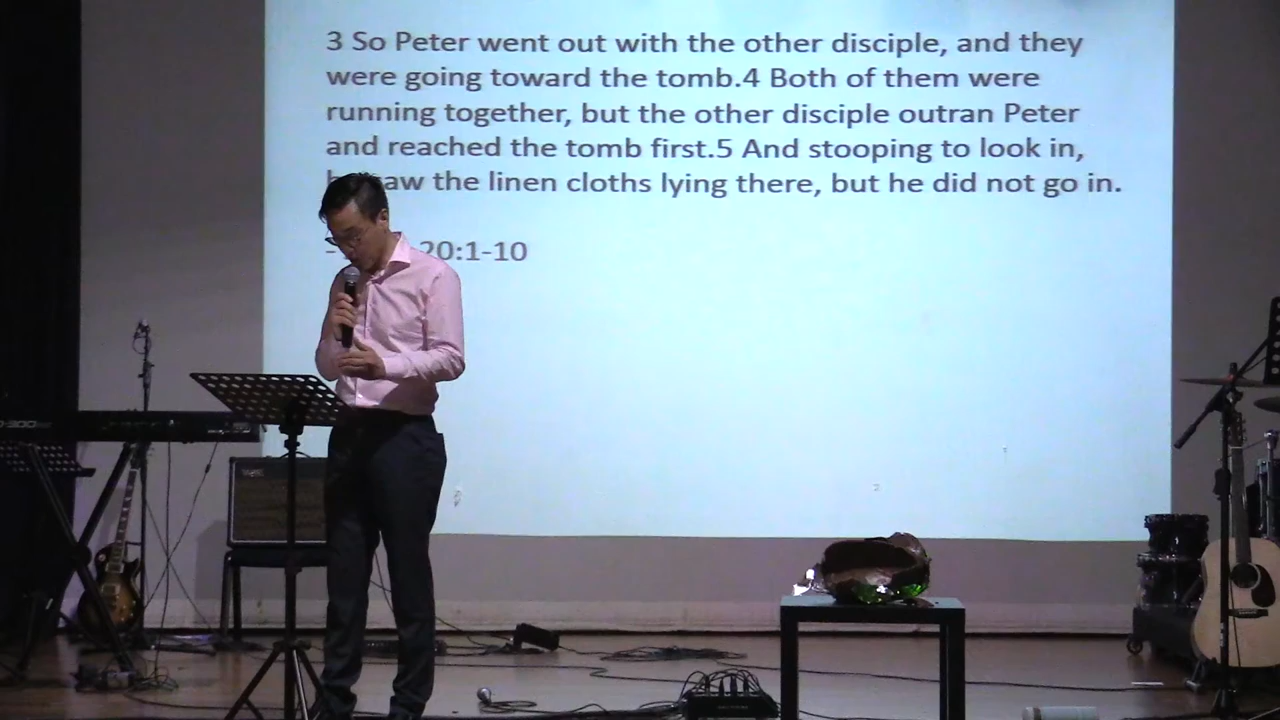 3 So Peter went out with the other disciple, and they
were going toward the tomb.4 Both of them were
running together, but the other disciple outran Peter
and reached the tomb first.5 And stooping to look in,
saw the linen cloths lying there, but he did not go in.
20:1-10